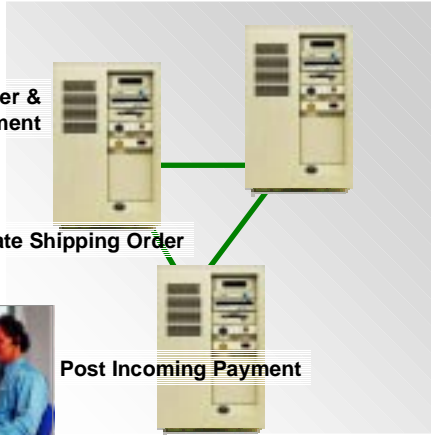 er &
ment
ate Shipping Order
Post Incoming Payment